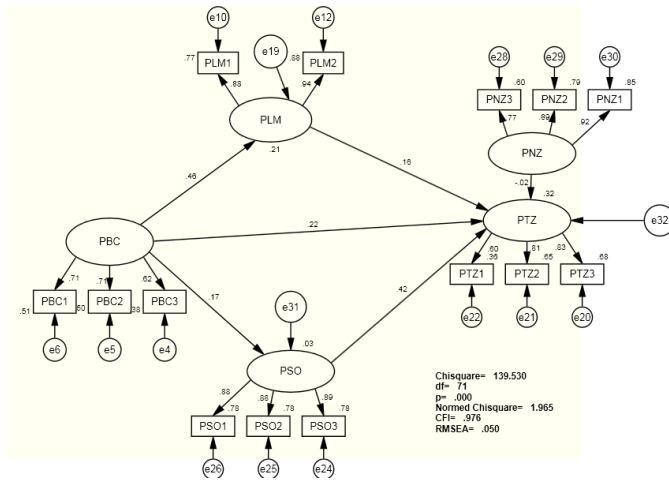 e10
e12
e19
.77
PLM1
.88
PLM2
.88
.94
PLM
.21
e28
e29
e30
.60
.79
.85
PNZ3
PNZ2
PNZ1
.77
.89
.92
PNZ
-.02
.32
.46
.16
PBC
.22
PTZ
e32
.71
.71
.62
.17
.42
.60
.36
.81
.65
.83
.68
PBC1
PBC2
PBC3
.51
.50
.38
e6
e5
e4
PTZ1
PTZ2
PTZ3
e22
e21
e20
e31
.03
PSO
.88
.88
.89
.78
.78
.78
PSO1
PSO2
PSO3
e26
e25
e24
Chisquare= 139.530
df= 71
p= .000
Normed Chisquare= 1.965
CFI= .976
RMSEA= .050